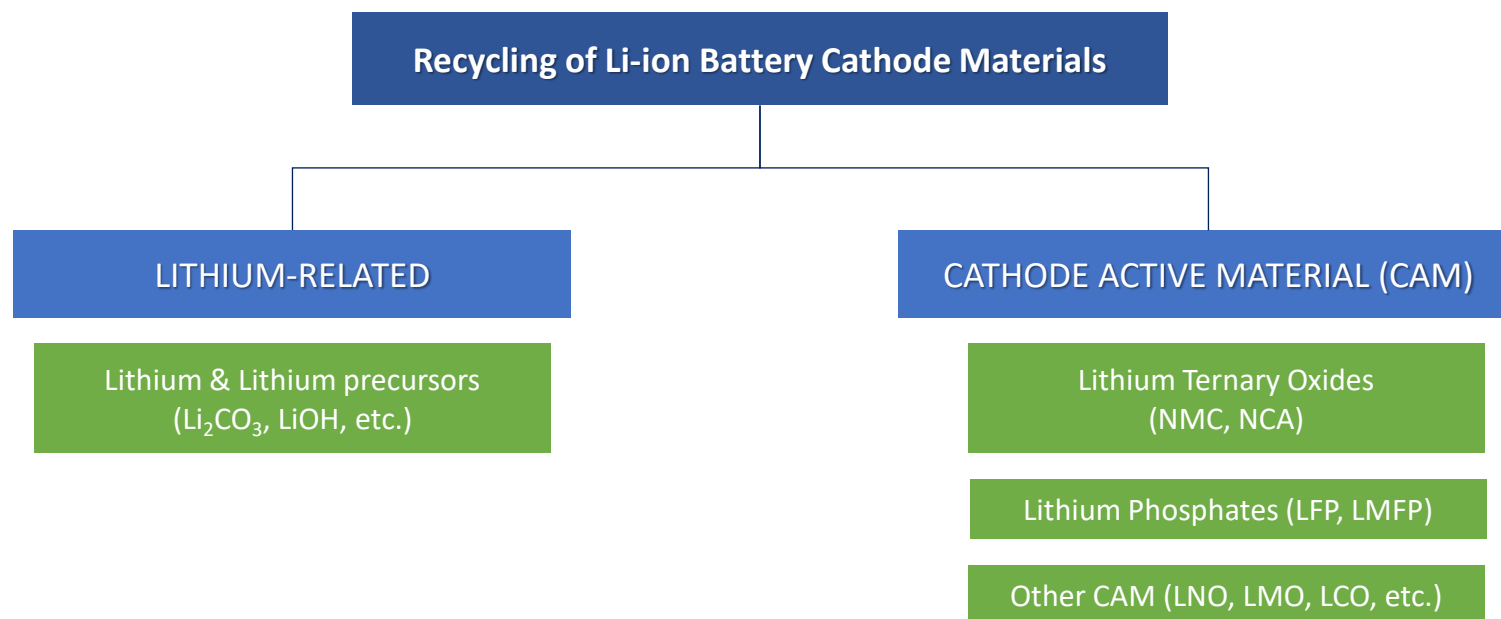 Recycling of Li-ion Battery Cathode Materials
LITHIUM-RELATED
Lithium & Lithium precursors
(Li₂CO₃, LiOH, etc.)
CATHODE ACTIVE MATERIAL (CAM)
Lithium Ternary Oxides
(NMC, NCA)
Lithium Phosphates (LFP, LMFP)
Other CAM (LNO, LMO, LCO, etc.)